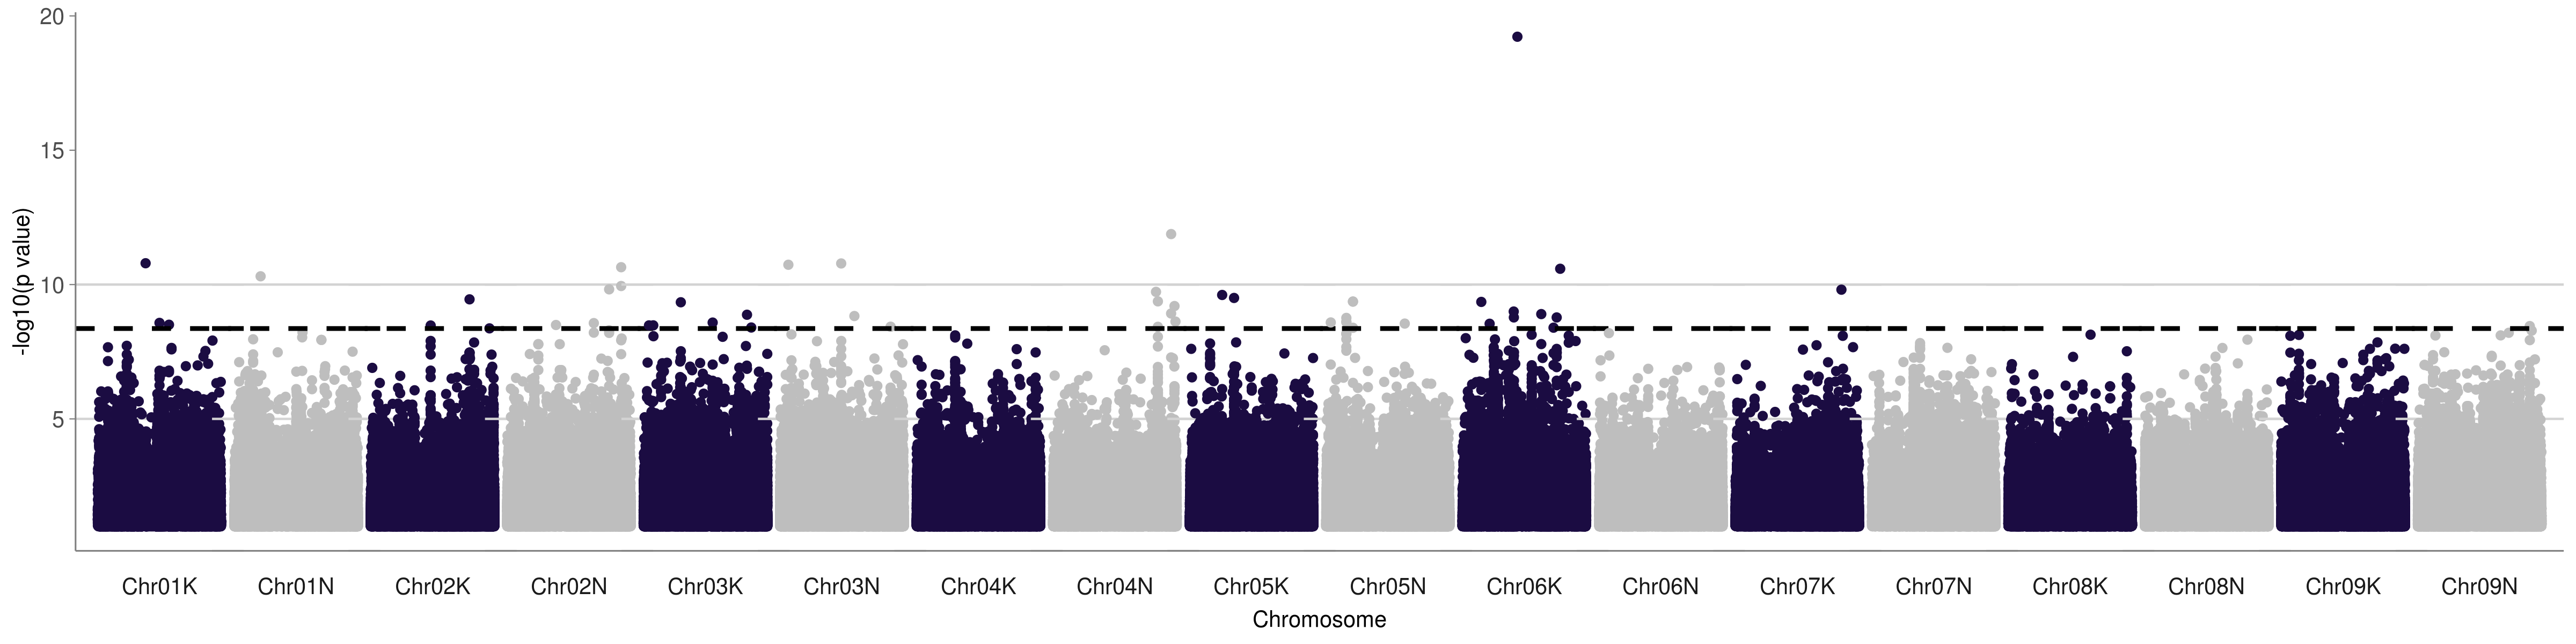 20
15
10
5
-log10(p value)
Chr01K Chr01N Chr02K Chr02N Chr03K Chr03N Chr04K Chr04N Chr05K Chr05N Chr06K Chr06N Chr07K Chr07N Chr08K Chr08N Chr09K Chr09N
Chromosome